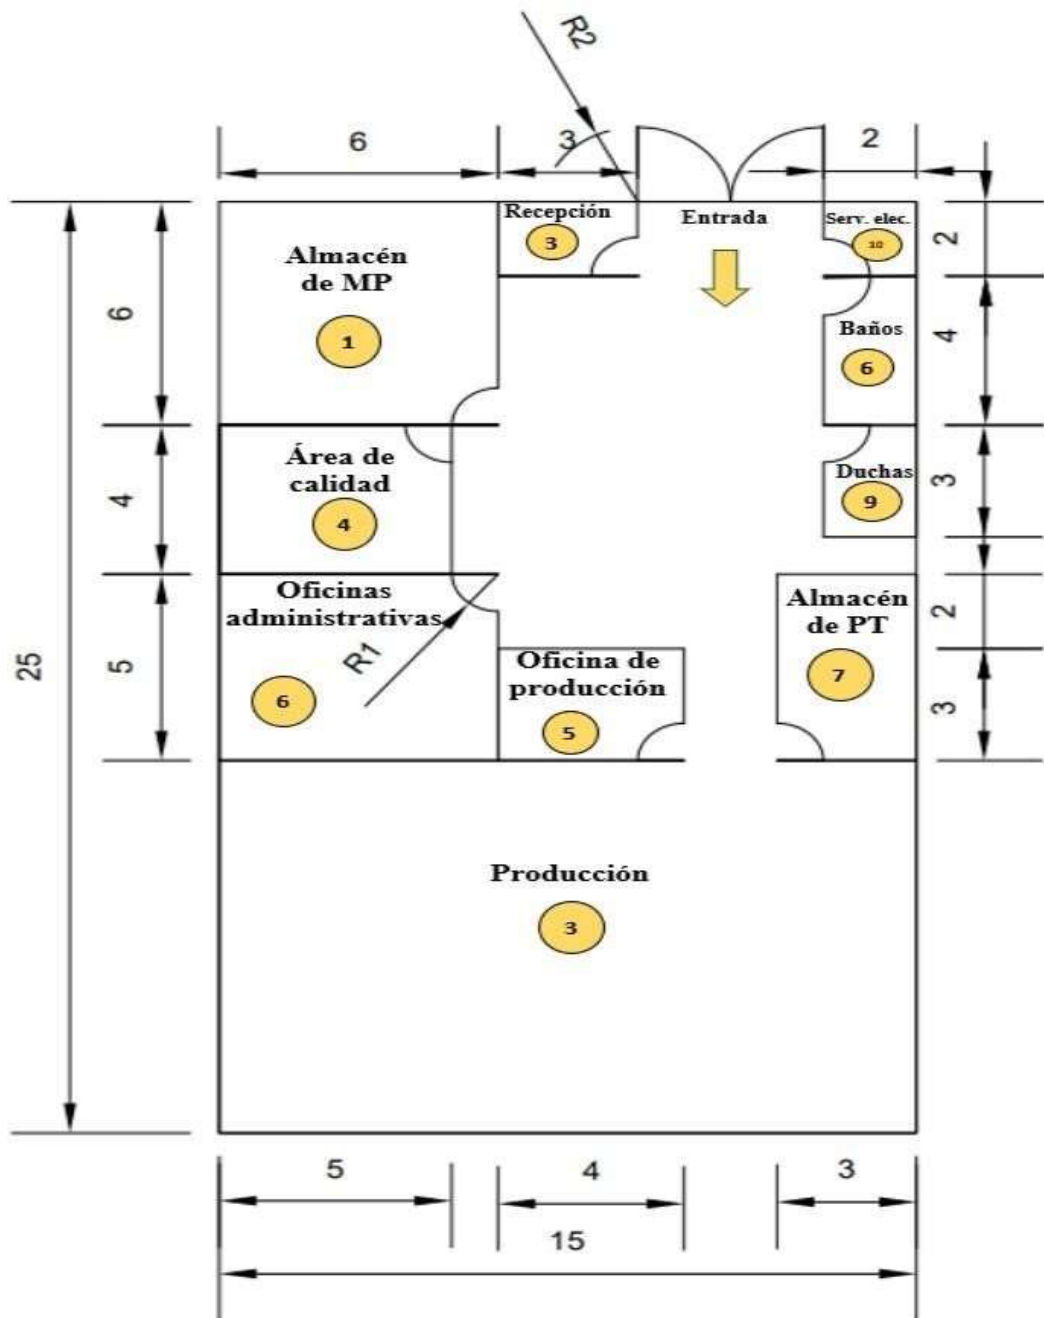 R2
6
3
2
Recepción
3
Entrada
Serv. elec.
10
2
Almacén
de MP
1
6
Baños
6
4
Área de
calidad
4
4
Duchas
9
3
Oficinas
administrativas
6
R1
5
25
Oficina de
producción
5
Almacén
de PT
7
2
3
Producción
3
5
4
3
15